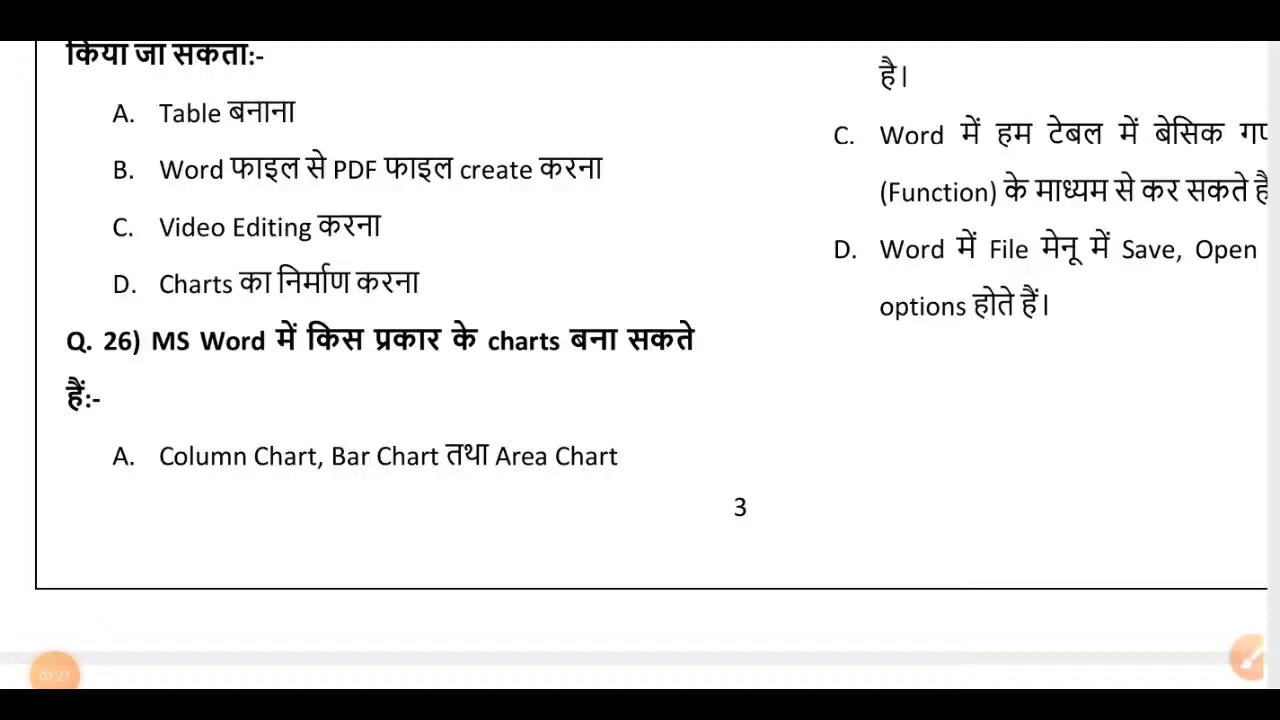 किया जा सकता:-
A. Table बनाना
B. Word फाइल से PDF फाइल create करना
C. Video Editing करना
D. Charts का निर्माण करना
Q. 26) MS Word में किस प्रकार के charts बना सकते
हैं:-
A. Column Chart, Bar Chart तथा Area Chart
है।
C. Word में हम टेबल में बेसिक
(Function) के माध्यम से कर सकते है
D. Word में File मेनू में Save, Open
options होते हैं।
3
03:27